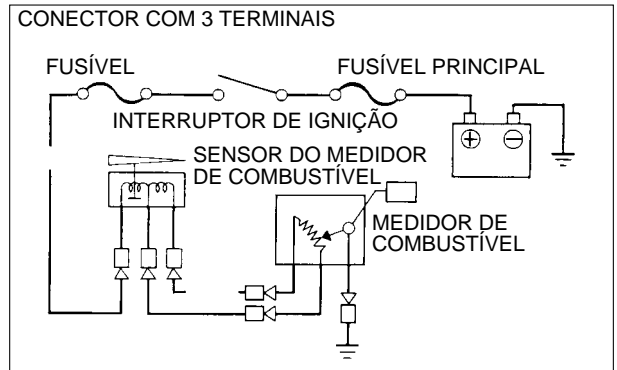 CONECTOR COM 3 TERMINAIS
FUSÍVEL
FUSÍVEL PRINCIPAL
INTERRUPTOR DE IGNIÇÃO
SENSOR DO MEDIDOR
DE COMBUSTÍVEL
MEDIDOR DE
COMBUSTÍVEL